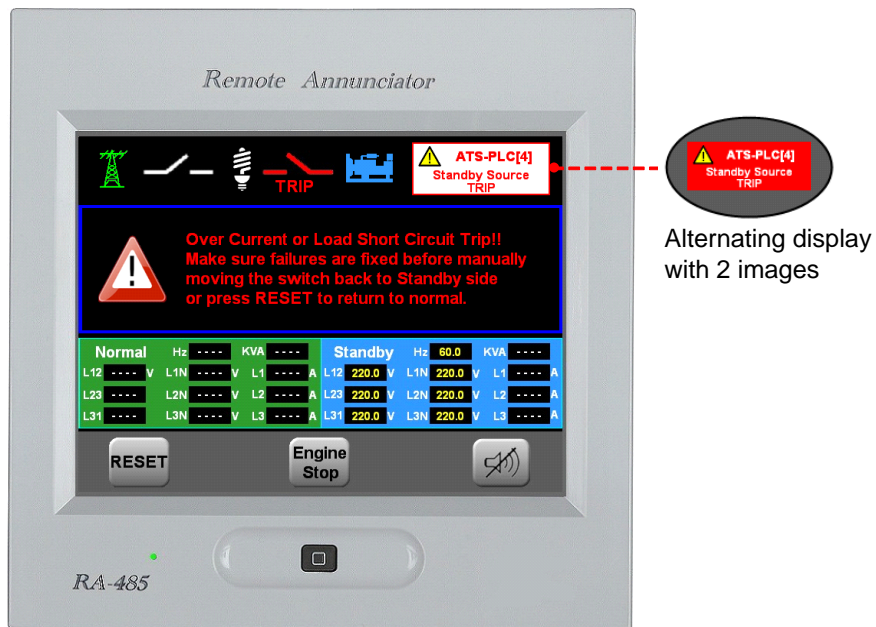 Remote Annunciator
TRIP
ATS-PLC[4]
Standby Source
TRIP
ATS-PLC[4]
Standby Source
TRIP
Alternating display
with 2 images
Over Current or Load Short Circuit Trip!!
Make sure failures are fixed before manually
moving the switch back to Standby side
or press RESET to return to normal.
Normal Hz ---- KVA ---- Standby Hz 60.0 KVA ----
L12 ---- V L1N ---- V L1 ---- A L12 220.0 V L1N 220.0 V L1 ---- A
L23 ---- L2N ---- V L2 ---- A L23 220.0 V L2N 220.0 V L2 ---- A
L31 ---- L3N ---- V L3 ---- A L31 220.0 V L3N 220.0 V L3 ---- A
RESET
Engine
Stop
RA-485